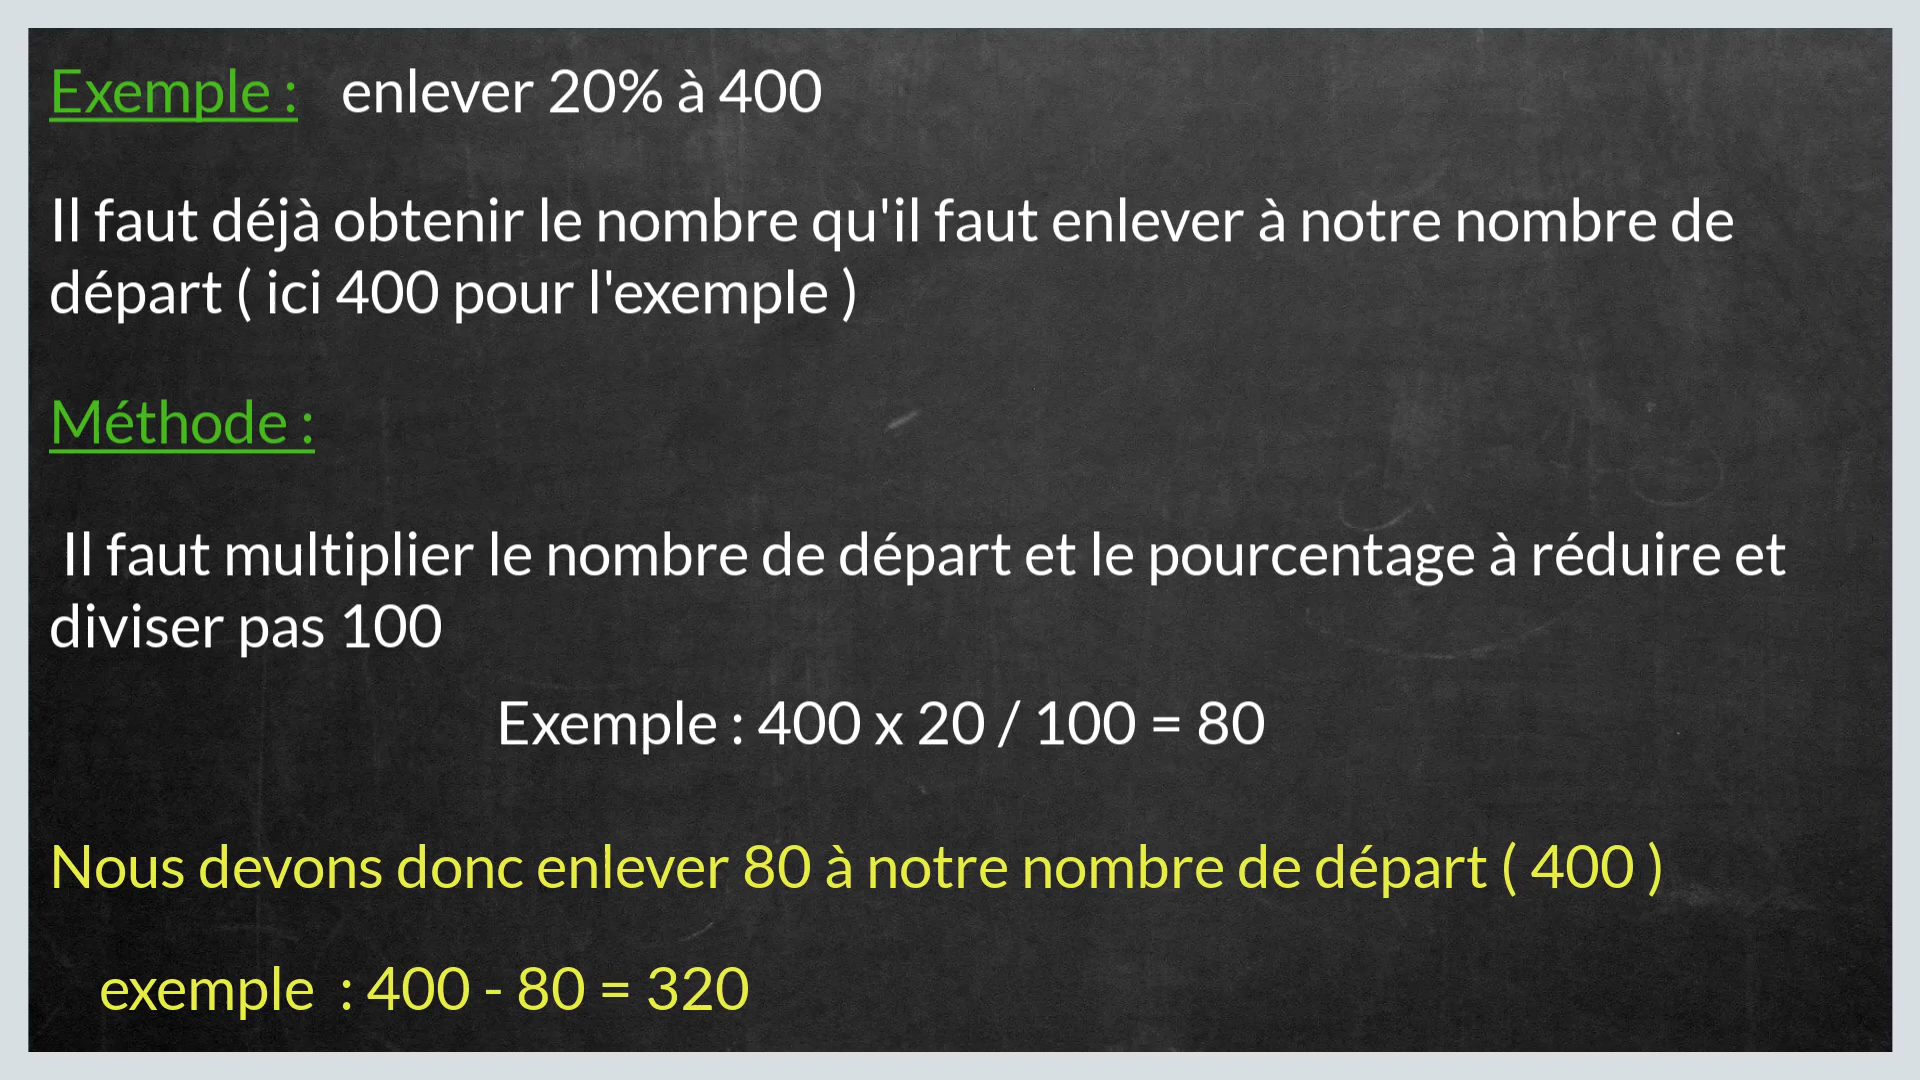 Exemple : enlever 20% à 400
Il faut déjà obtenir le nombre qu'il faut enlever à notre nombre de
départ ( ici 400 pour l'exemple )
Méthode :
Il faut multiplier le nombre de départ et le pourcentage à réduire et
diviser pas 100
Exemple : 400 x 20 / 100 = 80
Nous devons donc enlever 80 à notre nombre de départ ( 400 )
exemple : 400 - 80 = 320